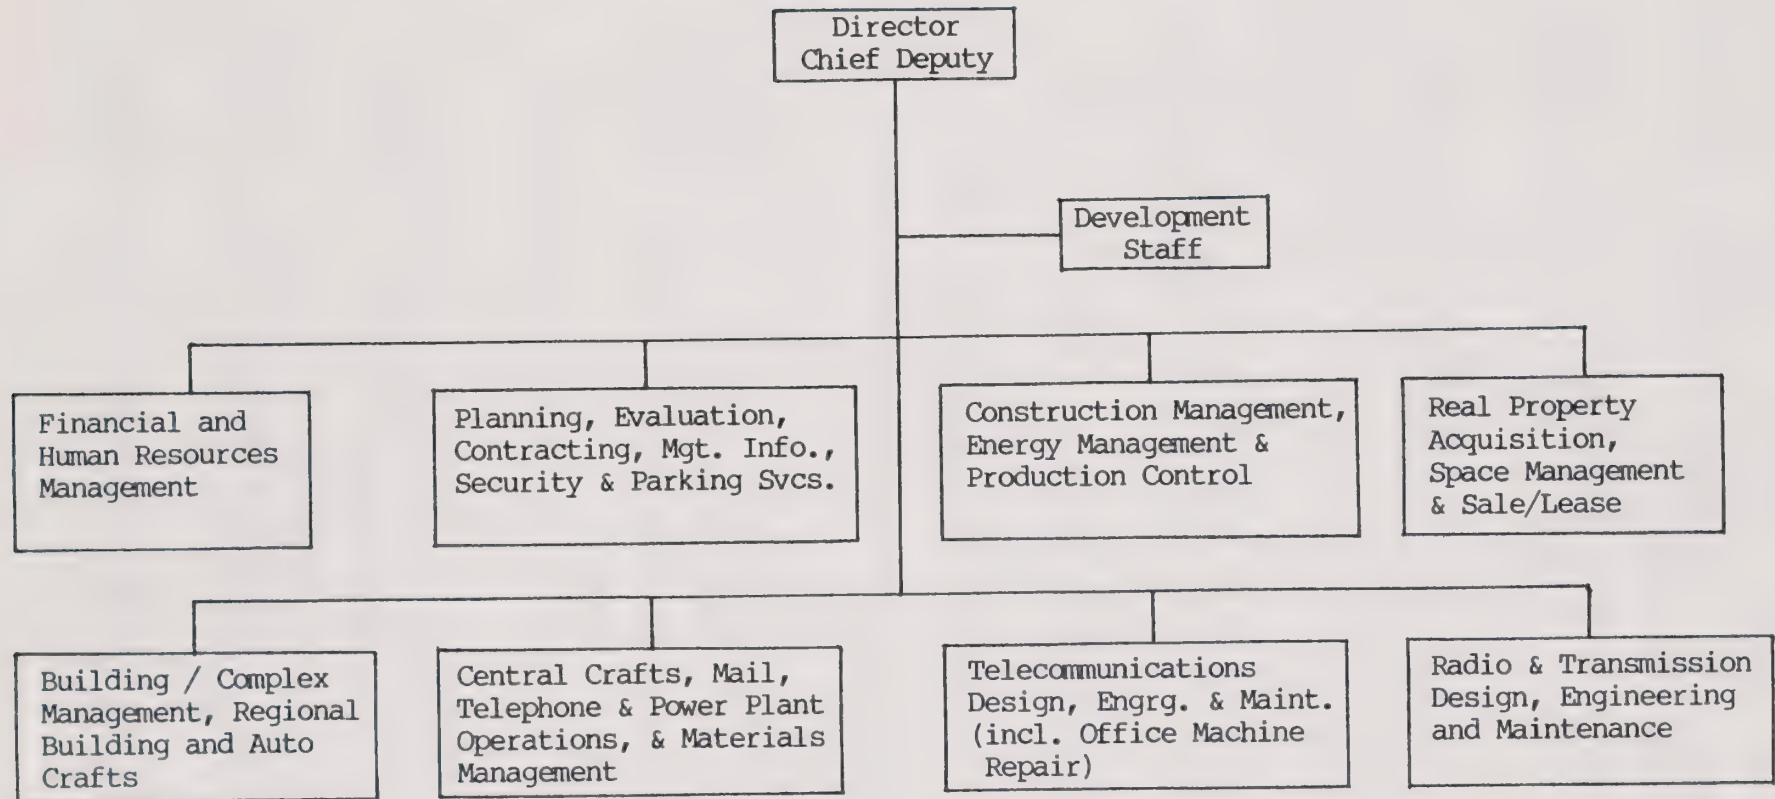 Director
Chief Deputy
Development
Staff
Financial and
Human Resources
Management
Planning, Evaluation,
Contracting, Mgt. Info.,
Security & Parking Svcs.
Construction Management,
Energy Management &
Production Control
Real Property
Acquisition,
Space Management
& Sale/Lease
Building / Complex
Management, Regional
Building and Auto
Crafts
Central Crafts, Mail,
Telephone & Power Plant
Operations, & Materials
Management
Telecommunications
Design, Engrg. & Maint.
(incl. Office Machine
Repair)
Radio & Transmission
Design, Engineering
and Maintenance